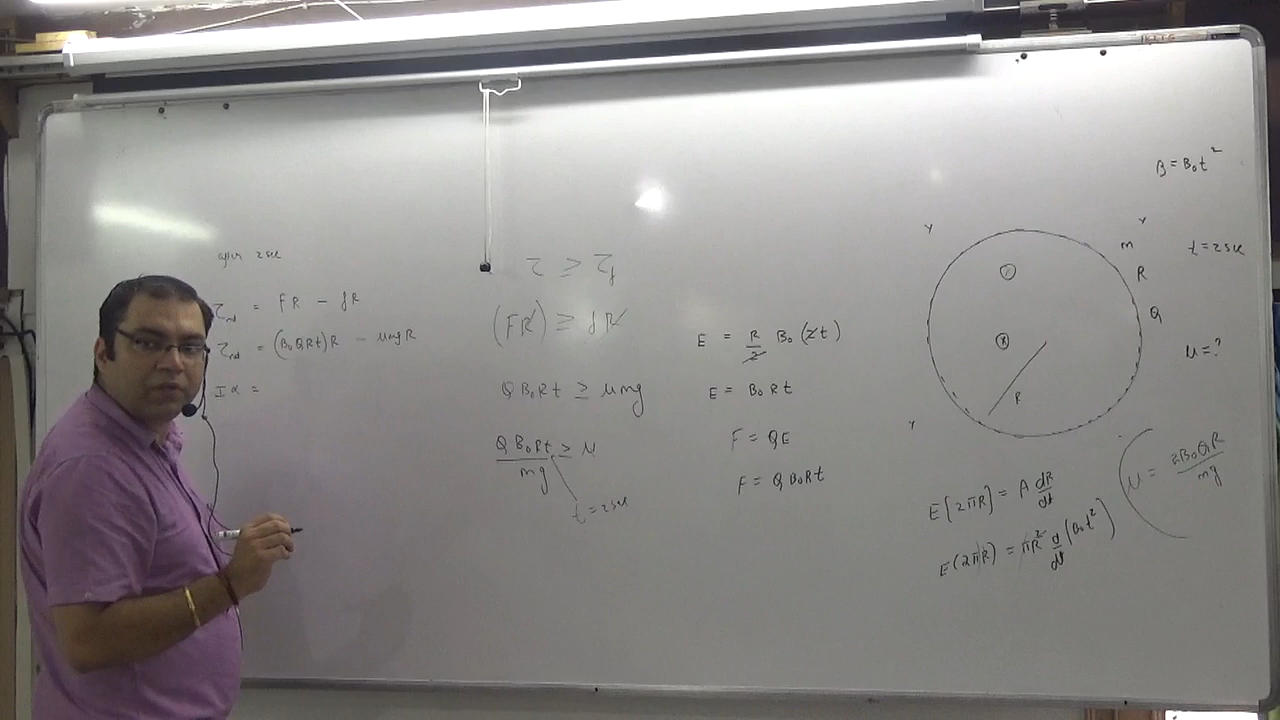 after 2 sec
τnet = FR - fR
τnet = (B₀QRt)R - μmgR
Iα =
τ ≥ τf
(FR) ≥ fR
QB₀Rt ≥ μmg
QB₀Rt/mg ≥ μ
t = 2 sec
E = R/2 B₀ (2t)
E = B₀Rt
F = QE
F = QB₀Rt
B = B₀t²
t = 2 sec
m
R
Q
μ = ?
R
E[2πR] = A dB/dt
E(2πR) = πR² d/dt (B₀t²)
μ = 2B₀QR/mg